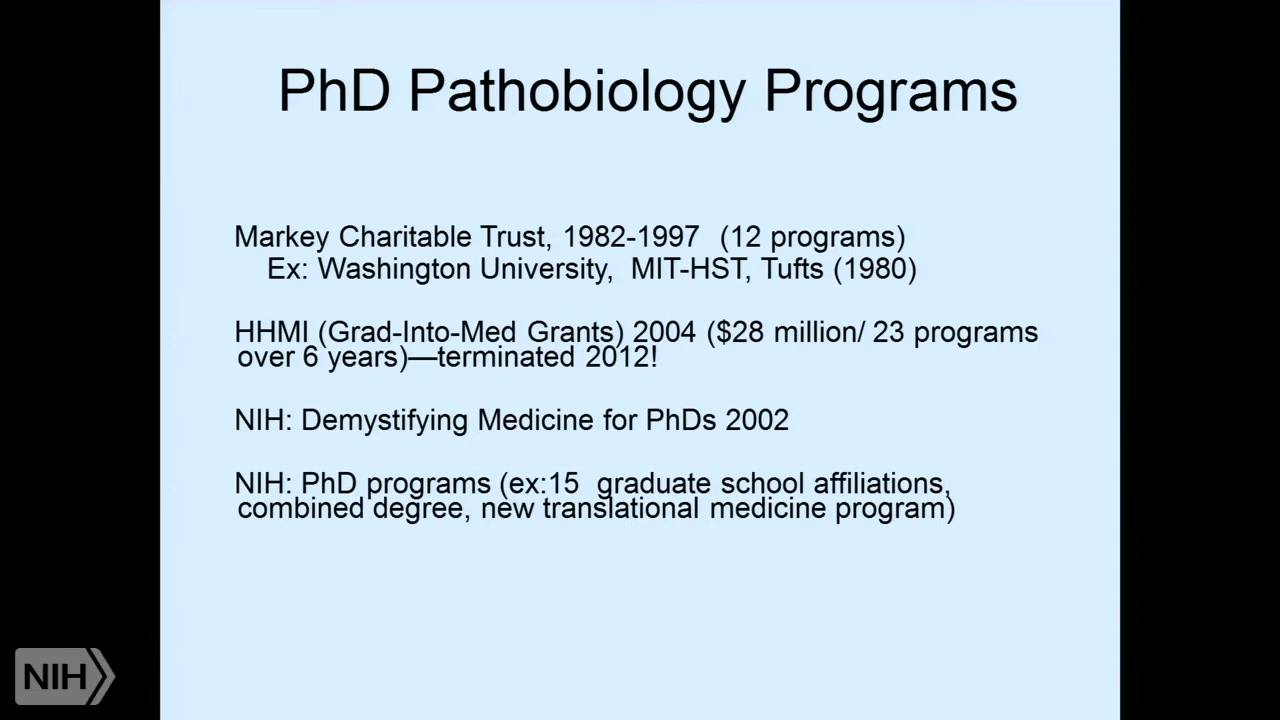 PhD Pathobiology Programs
Markey Charitable Trust, 1982-1997 (12 programs)
Ex: Washington University, MIT-HST, Tufts (1980)
HHMI (Grad-Into-Med Grants) 2004 ($28 million/ 23 programs
over 6 years)—terminated 2012!
NIH: Demystifying Medicine for PhDs 2002
NIH: PhD programs (ex:15 graduate school affiliations,
combined degree, new translational medicine program)
NIH